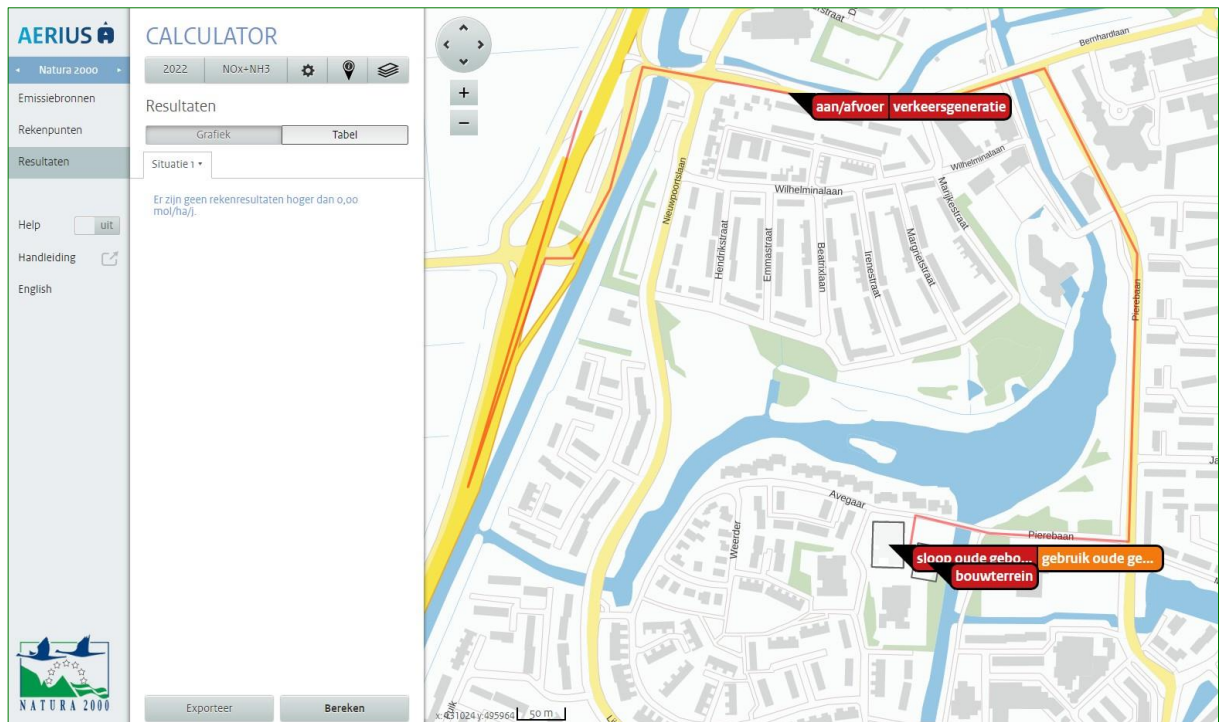 AERIUS
Natura 2000
Emissiebronnen
Rekenpunten
Resultaten
Help
uit
Handleiding
English
NATURA 2000
CALCULATOR
2022
NOx+NH3
Resultaten
Grafiek
Tabel
Situatie 1
Er zijn geen rekenresultaten hoger dan 0,00
mol/ha/j.
Exporteer
Bereken
+
−
Bernhardlaan
aan/afvoer
verkeersgeneratie
Nieuwpoortslaan
Wilhelminalaan
Wilhelminalaan
Marijkestraat
Hendrikstraat
Emmastraat
Beatrixlaan
Irenestraat
Margrietstraat
Pierebaan
Avegaar
Weerder
Pierebaan
sloop oude gebo...
gebruik oude ge...
bouwterrein
50 m